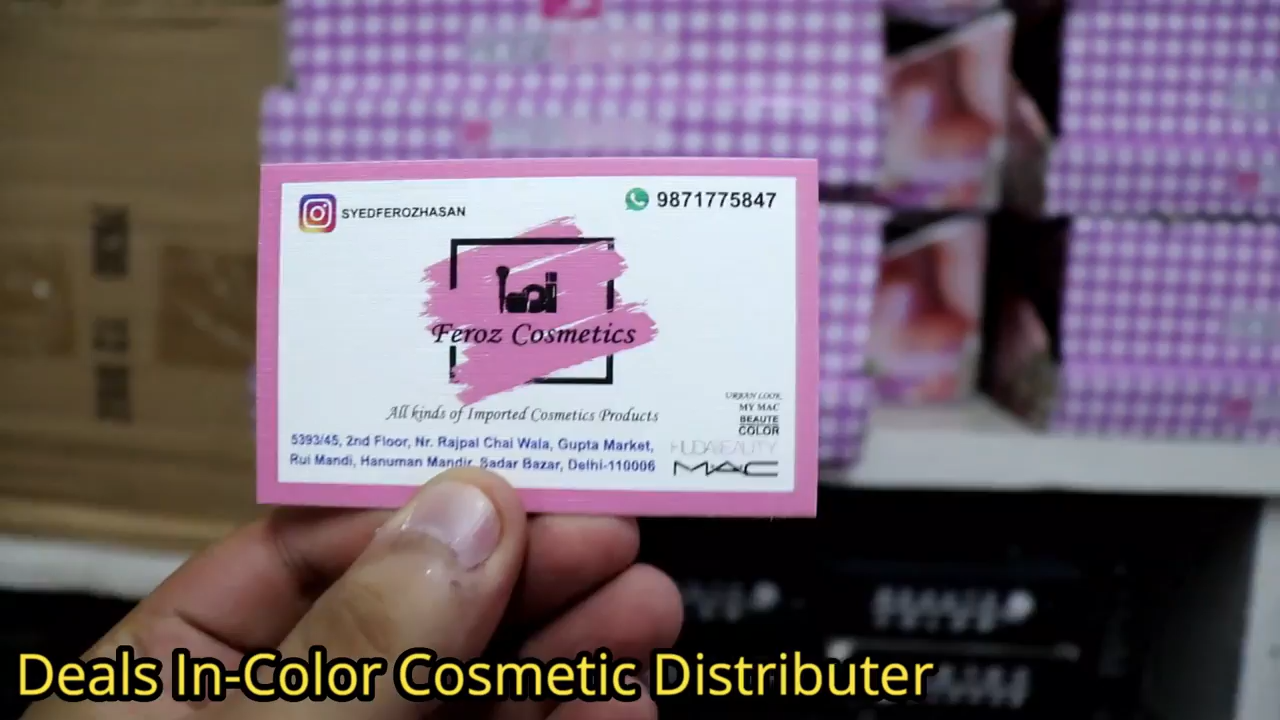 SYEDFEROZHASAN
9871775847
Feroz Cosmetics
All kinds of Imported Cosmetics Products
5393/45, 2nd Floor, Nr. Rajpal Chai Wala, Gupta Market,
Rui Mandi, Hanuman Mandir, Sadar Bazar, Delhi-110006
URBAN LOOK
MY MAC
BEAUTE
COLOR
HUDABEAUTY
MAC
Deals In-Color Cosmetic Distributer